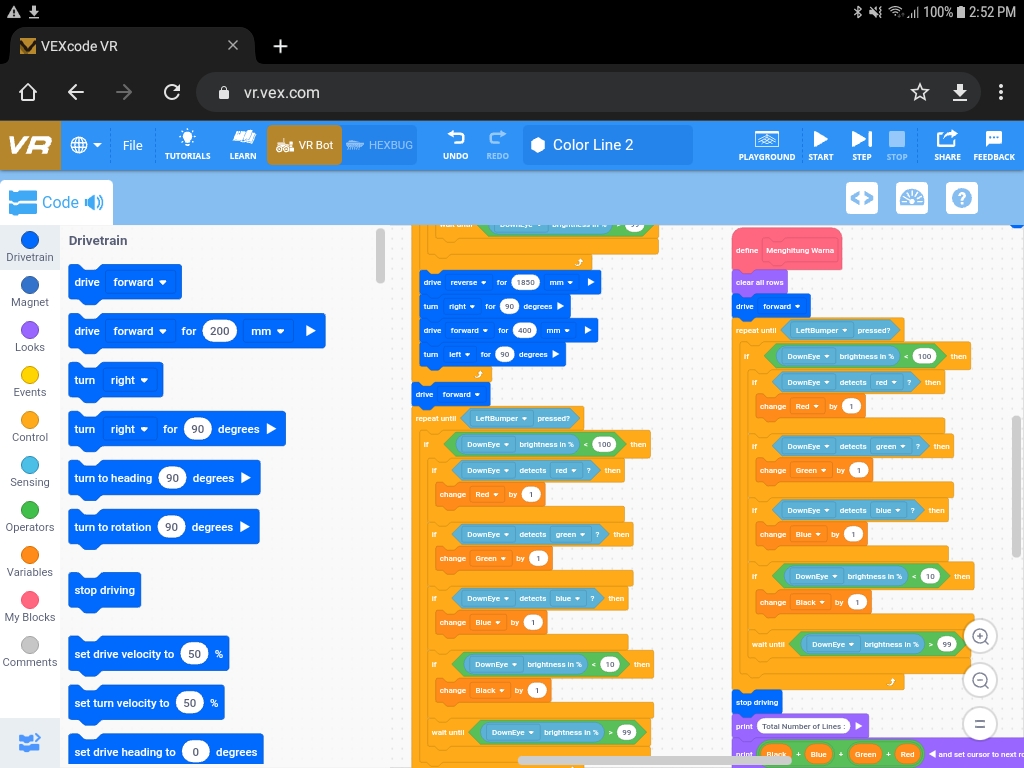 100% 2:52 PM
VEXcode VR
vr.vex.com
VR
File
TUTORIALS
LEARN
VR Bot
HEXBUG
UNDO
REDO
Color Line 2
PLAYGROUND
START
STEP
STOP
SHARE
FEEDBACK
Code
Drivetrain
Magnet
Looks
Events
Control
Sensing
Operators
Variables
My Blocks
Comments
Drivetrain
drive forward
drive forward for 200 mm
turn right
turn right for 90 degrees
turn to heading 90 degrees
turn to rotation 90 degrees
stop driving
set drive velocity to 50 %
set turn velocity to 50 %
set drive heading to 0 degrees
wait until DownEye brightness in % > 99
drive reverse for 1850 mm
turn right for 90 degrees
drive forward for 400 mm
turn left for 90 degrees
drive forward
repeat until LeftBumper pressed?
if DownEye brightness in % < 100 then
if DownEye detects red ? then
change Red by 1
if DownEye detects green ? then
change Green by 1
if DownEye detects blue ? then
change Blue by 1
if DownEye brightness in % < 10 then
change Black by 1
wait until DownEye brightness in % > 99
define Menghitung Warna
clear all rows
drive forward
repeat until LeftBumper pressed?
if DownEye brightness in % < 100 then
if DownEye detects red ? then
change Red by 1
if DownEye detects green ? then
change Green by 1
if DownEye detects blue ? then
change Blue by 1
if DownEye brightness in % < 10 then
change Black by 1
wait until DownEye brightness in % > 99
stop driving
print Total Number of Lines :
print Black + Blue + Green + Red and set cursor to next ro